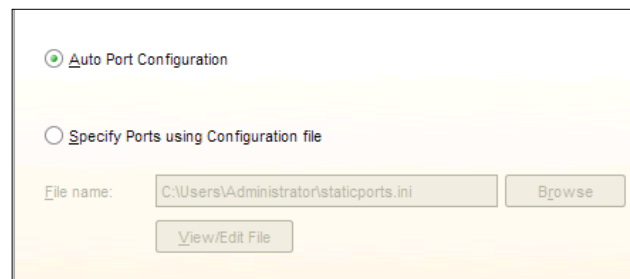 Auto Port Configuration
Specify Ports using Configuration file
File name: C:\Users\Administrator\staticports.ini Browse
View/Edit File